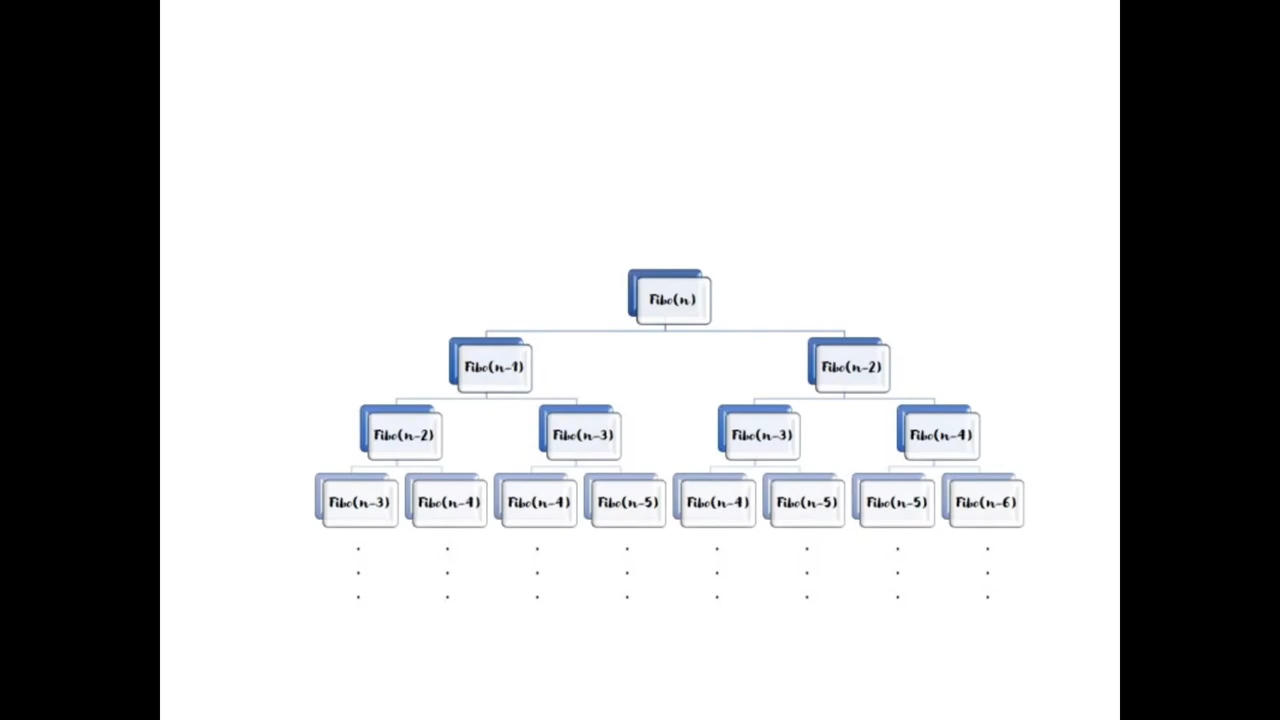 Fibo(n)
Fibo(n-1) Fibo(n-2)
Fibo(n-2) Fibo(n-3) Fibo(n-3) Fibo(n-4)
Fibo(n-3) Fibo(n-4) Fibo(n-4) Fibo(n-5) Fibo(n-4) Fibo(n-5) Fibo(n-5) Fibo(n-6)
. . . . . . . .
. . . . . . . .
. . . . . . . .